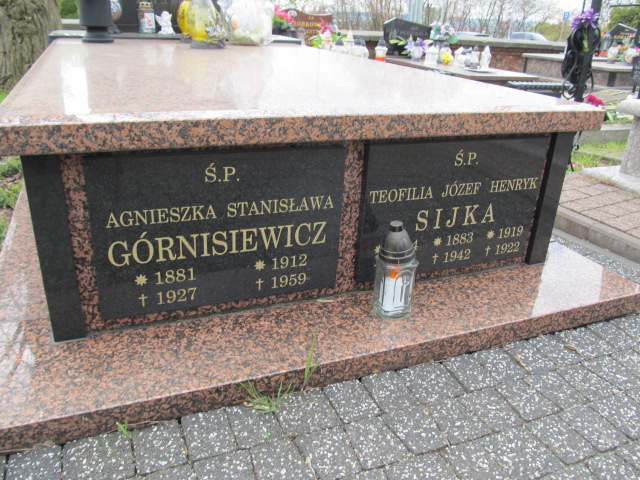 Ś.P.
AGNIESZKA STANISŁAWA
GÓRNISIEWICZ
✷ 1881 ✷ 1912
† 1927 † 1959
Ś.P.
TEOFILIA JÓZEF HENRYK
SIJKA
✷ 1883 ✷ 1919
† 1942 † 1922